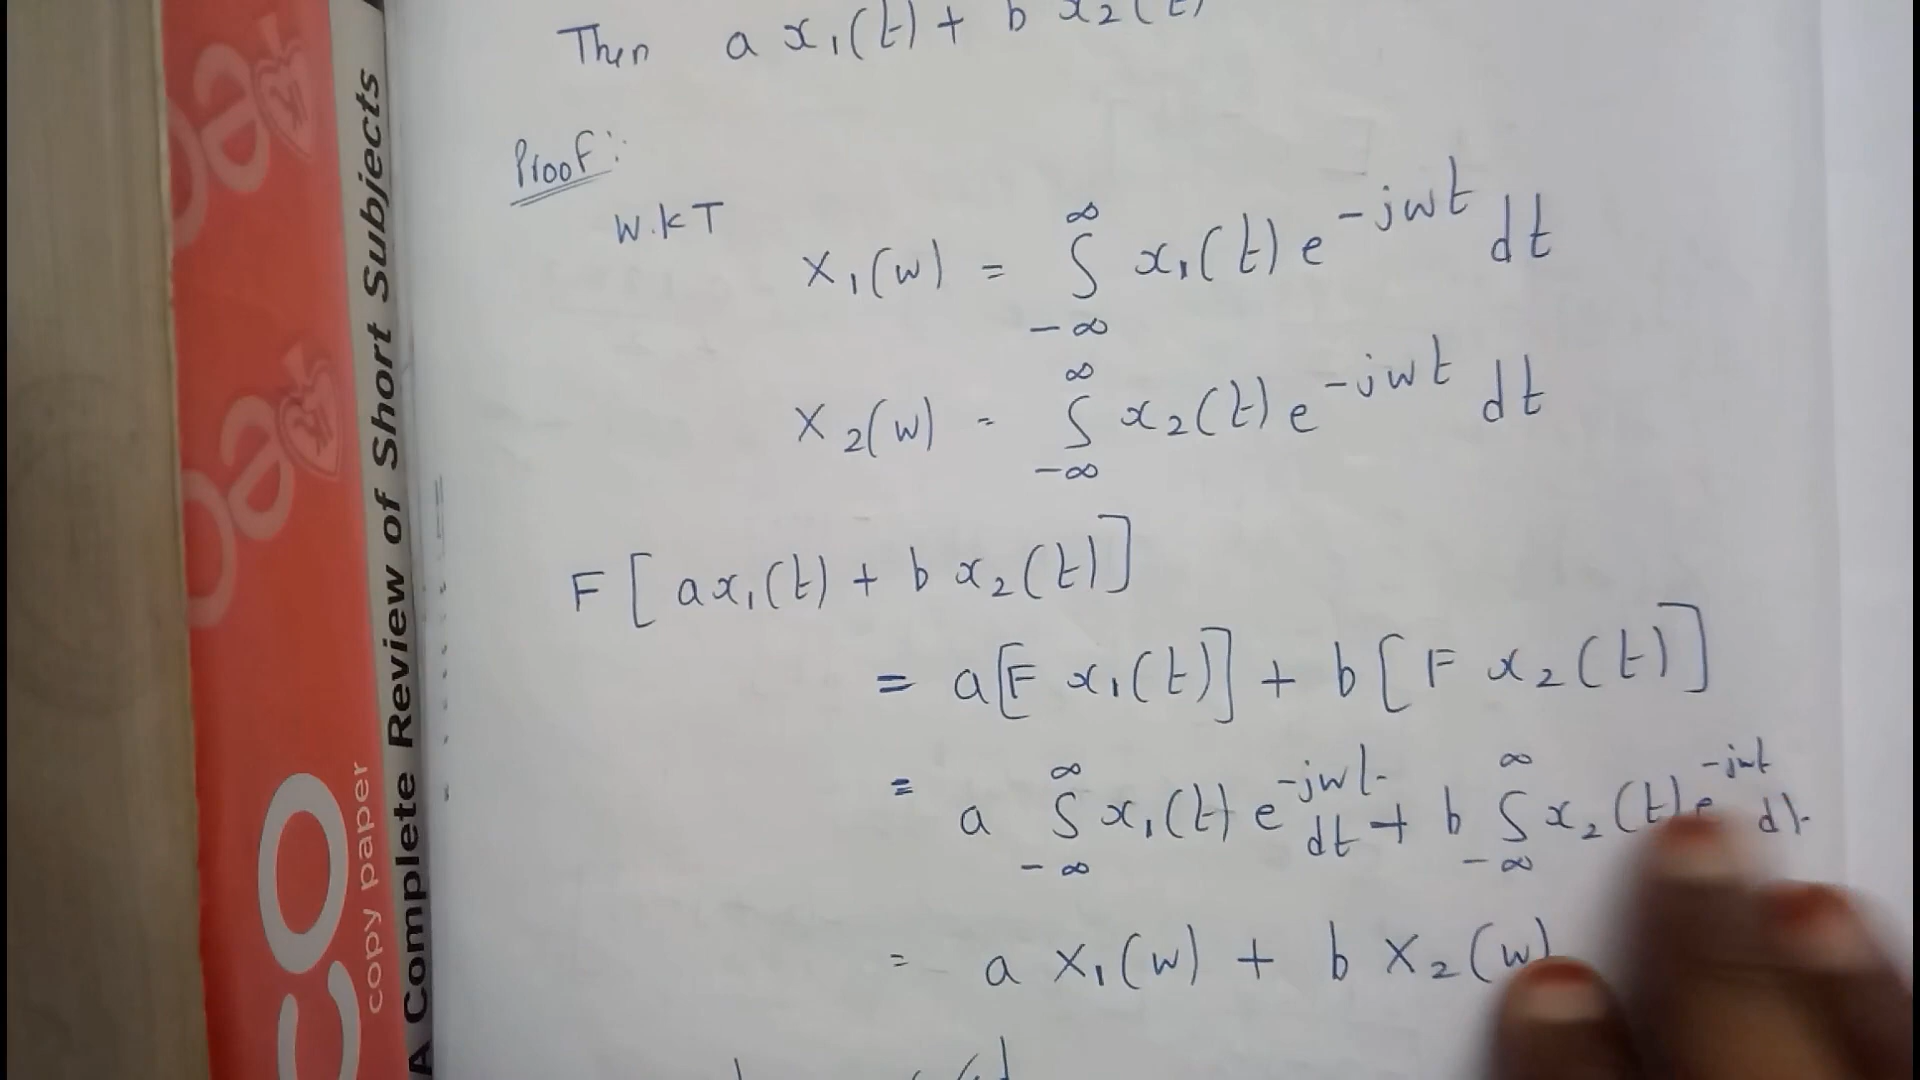 Then a x₁(t) + b x₂(t)
Proof:
W.K.T
X₁(w) = ∫_{-∞}^{∞} x₁(t) e^{-jwt} dt
X₂(w) = ∫_{-∞}^{∞} x₂(t) e^{-jwt} dt
F [ax₁(t) + b x₂(t)]
= a[F x₁(t)] + b [F x₂(t)]
= a ∫_{-∞}^{∞} x₁(t) e^{-jwt} dt + b ∫_{-∞}^{∞} x₂(t) e^{-jwt} dt
= a X₁(w) + b X₂(w)
A Complete Review of Short Subjects
copy paper